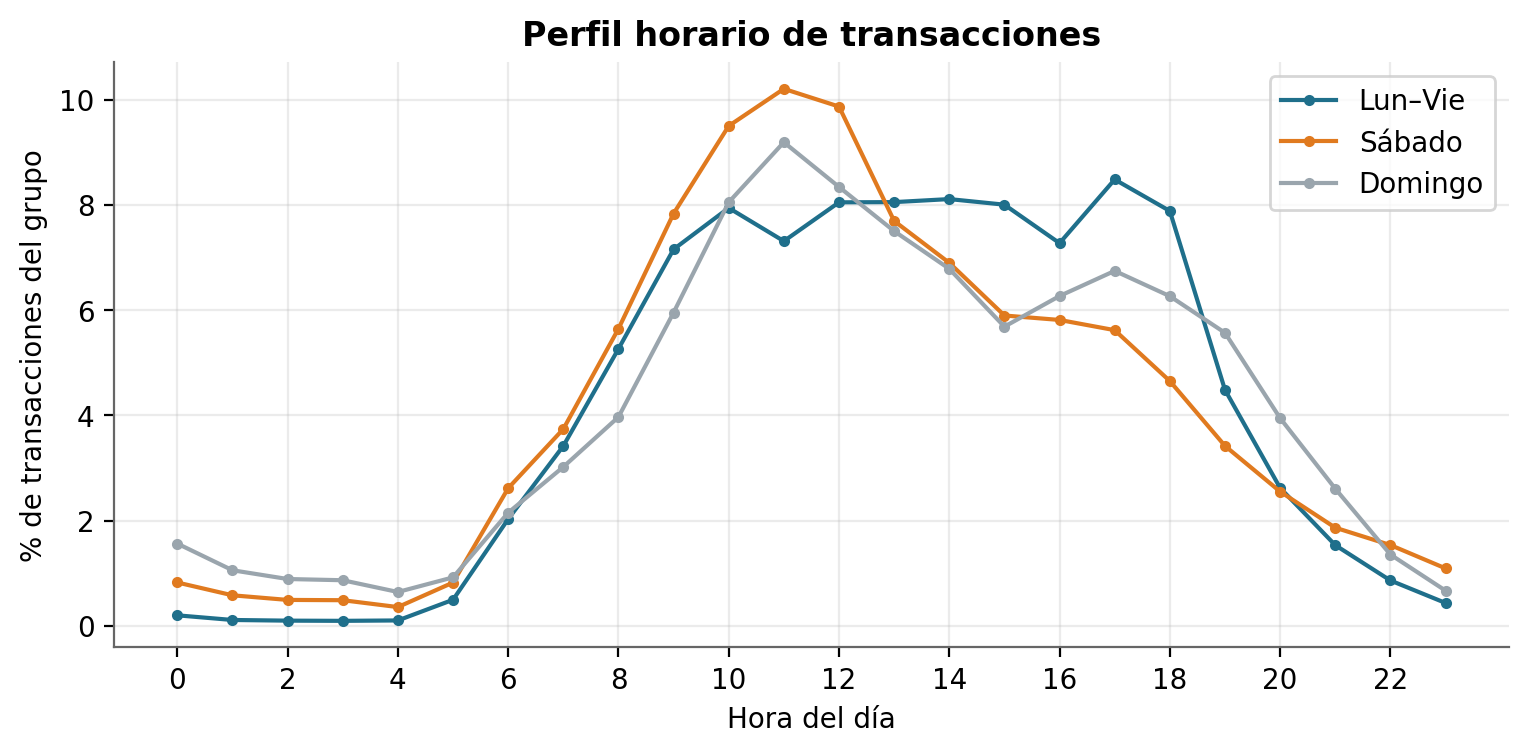 Perfil horario de transacciones
% de transacciones del grupo
10
8
6
4
2
0
Lun–Vie
Sábado
Domingo
0 2 4 6 8 10 12 14 16 18 20 22
Hora del día